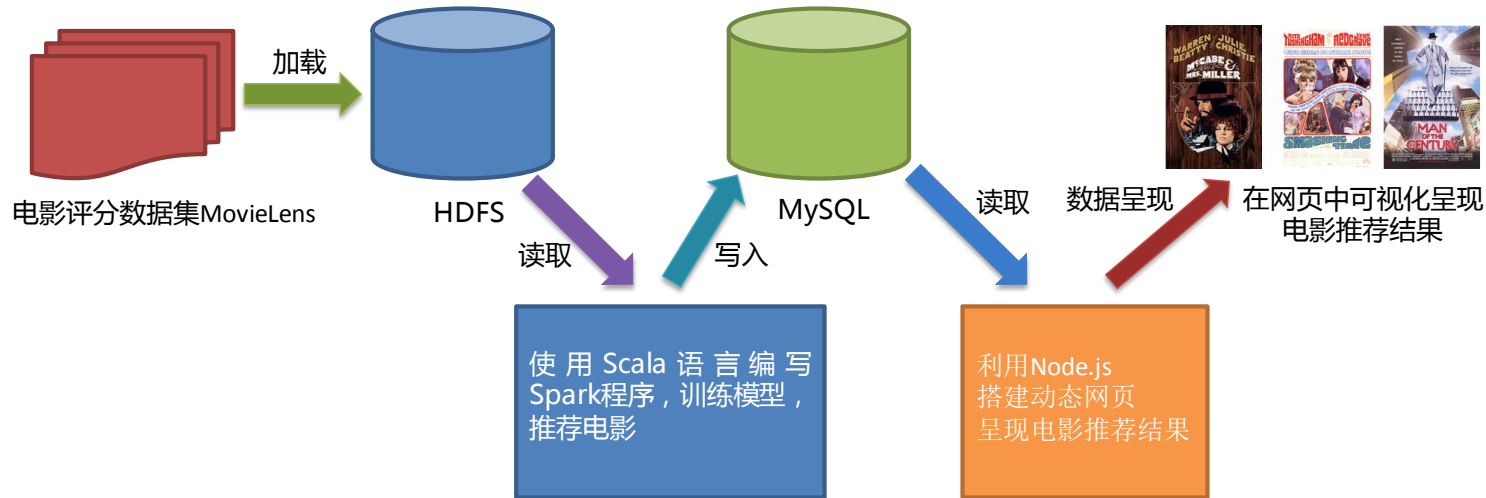 加载
电影评分数据集MovieLens
HDFS
读取
写入
MySQL
读取
数据呈现
WARREN BEATTY
JULIE CHRISTIE
McCABE &
MRS. MILLER
REDGRAVE
SMASHING TIME
MAN
OF THE
CENTURY
在网页中可视化呈现
电影推荐结果
使用Scala语言编写
Spark程序，训练模型，
推荐电影
利用Node.js
搭建动态网页
呈现电影推荐结果